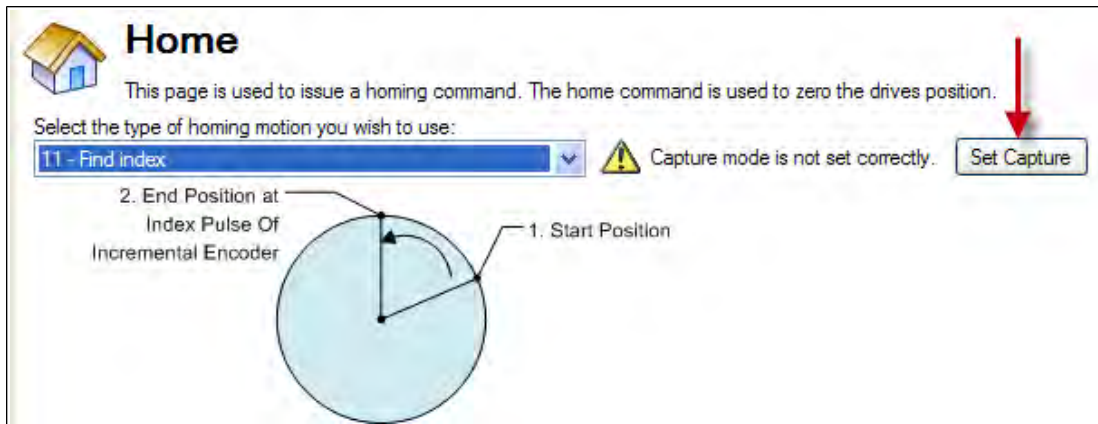 Home
This page is used to issue a homing command. The home command is used to zero the drives position.
Select the type of homing motion you wish to use:
11 - Find index
Capture mode is not set correctly.
Set Capture
2. End Position at
Index Pulse Of
Incremental Encoder
1. Start Position